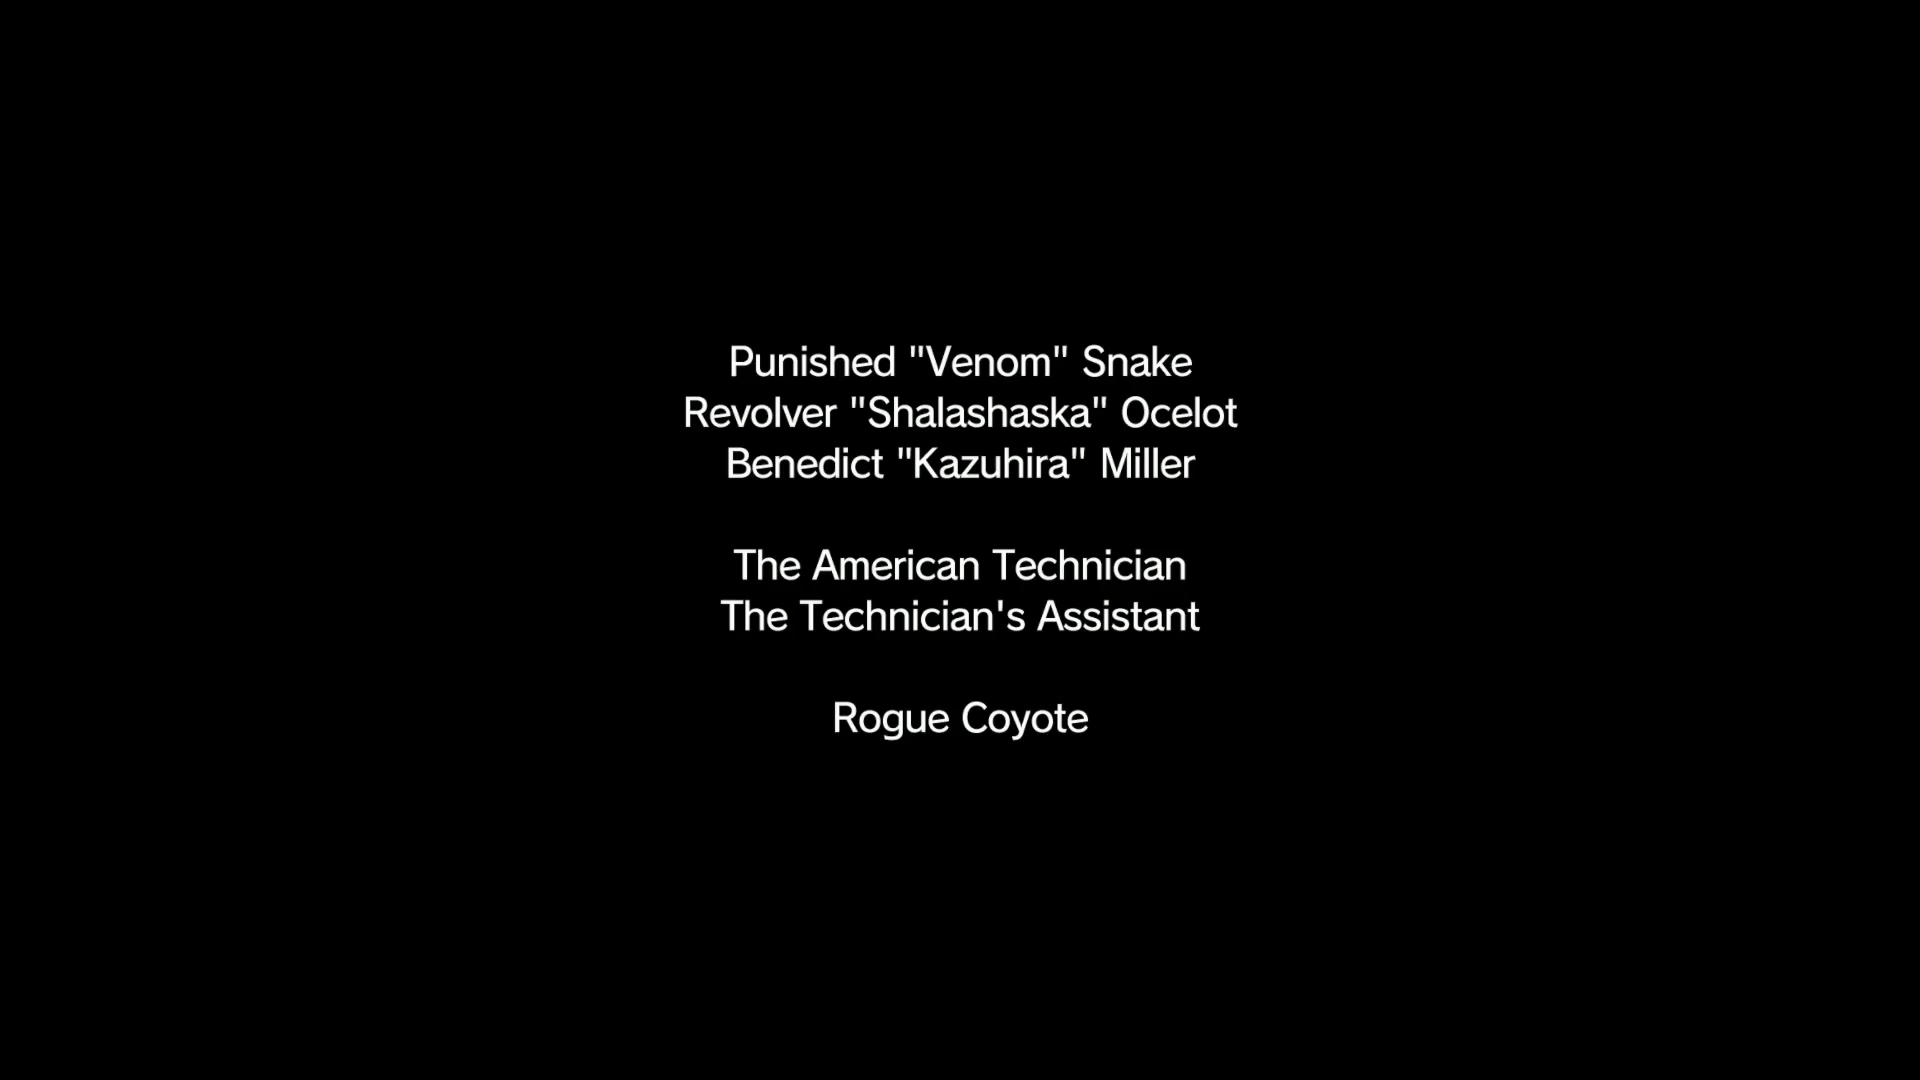 Punished "Venom" Snake
Revolver "Shalashaska" Ocelot
Benedict "Kazuhira" Miller
The American Technician
The Technician's Assistant
Rogue Coyote